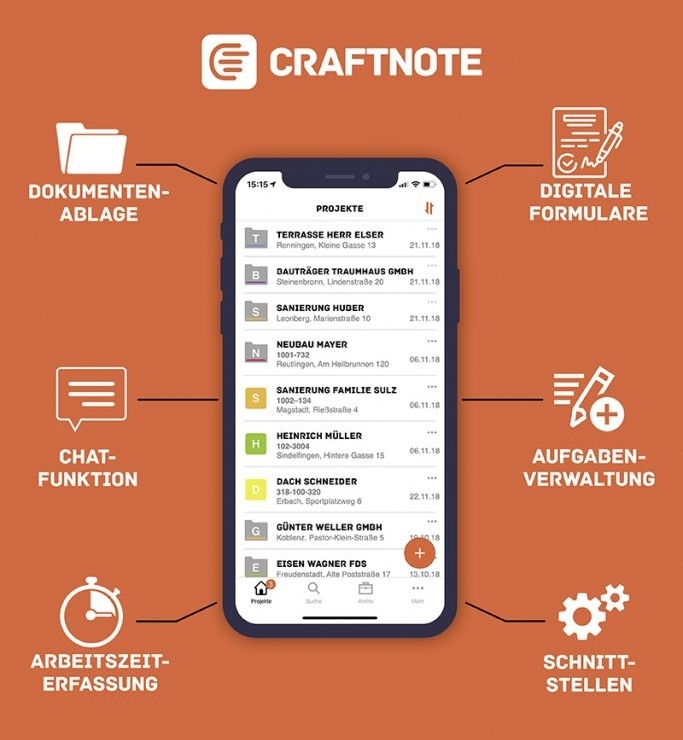 CRAFTNOTE
DOKUMENTEN-
ABLAGE
DIGITALE
FORMULARE
CHAT-
FUNKTION
AUFGABEN-
VERWALTUNG
ARBEITSZEIT-
ERFASSUNG
SCHNITT-
STELLEN
15:15
PROJEKTE
T
TERRASSE HERR ELSER
Renningen, Kleine Gasse 13 21.11.18
B
BAUTRÄGER TRAUMHAUS GMBH
Steinenbronn, Lindenstraße 20 21.11.18
S
SANIERUNG HUBER
Leonberg, Marienstraße 10 21.11.18
N
NEUBAU MAYER
1001-732
Reutlingen, Am Heilbrunnen 120 06.11.18
S
SANIERUNG FAMILIE SULZ
1002-134
Magstadt, Rießstraße 4 06.11.18
H
HEINRICH MÜLLER
102-3004
Sindelfingen, Hintere Gasse 15 06.11.18
D
DACH SCHNEIDER
318-100-320
Erbach, Sportplatzweg 6 22.11.18
G
GÜNTER WELLER GMBH
Koblenz, Pastor-Klein-Straße 5 19.10.18
E
EISEN WAGNER FDS
Freudenstadt, Alte Poststraße 17 13.10.18
+
3
Projekte Suche Archiv Mehr